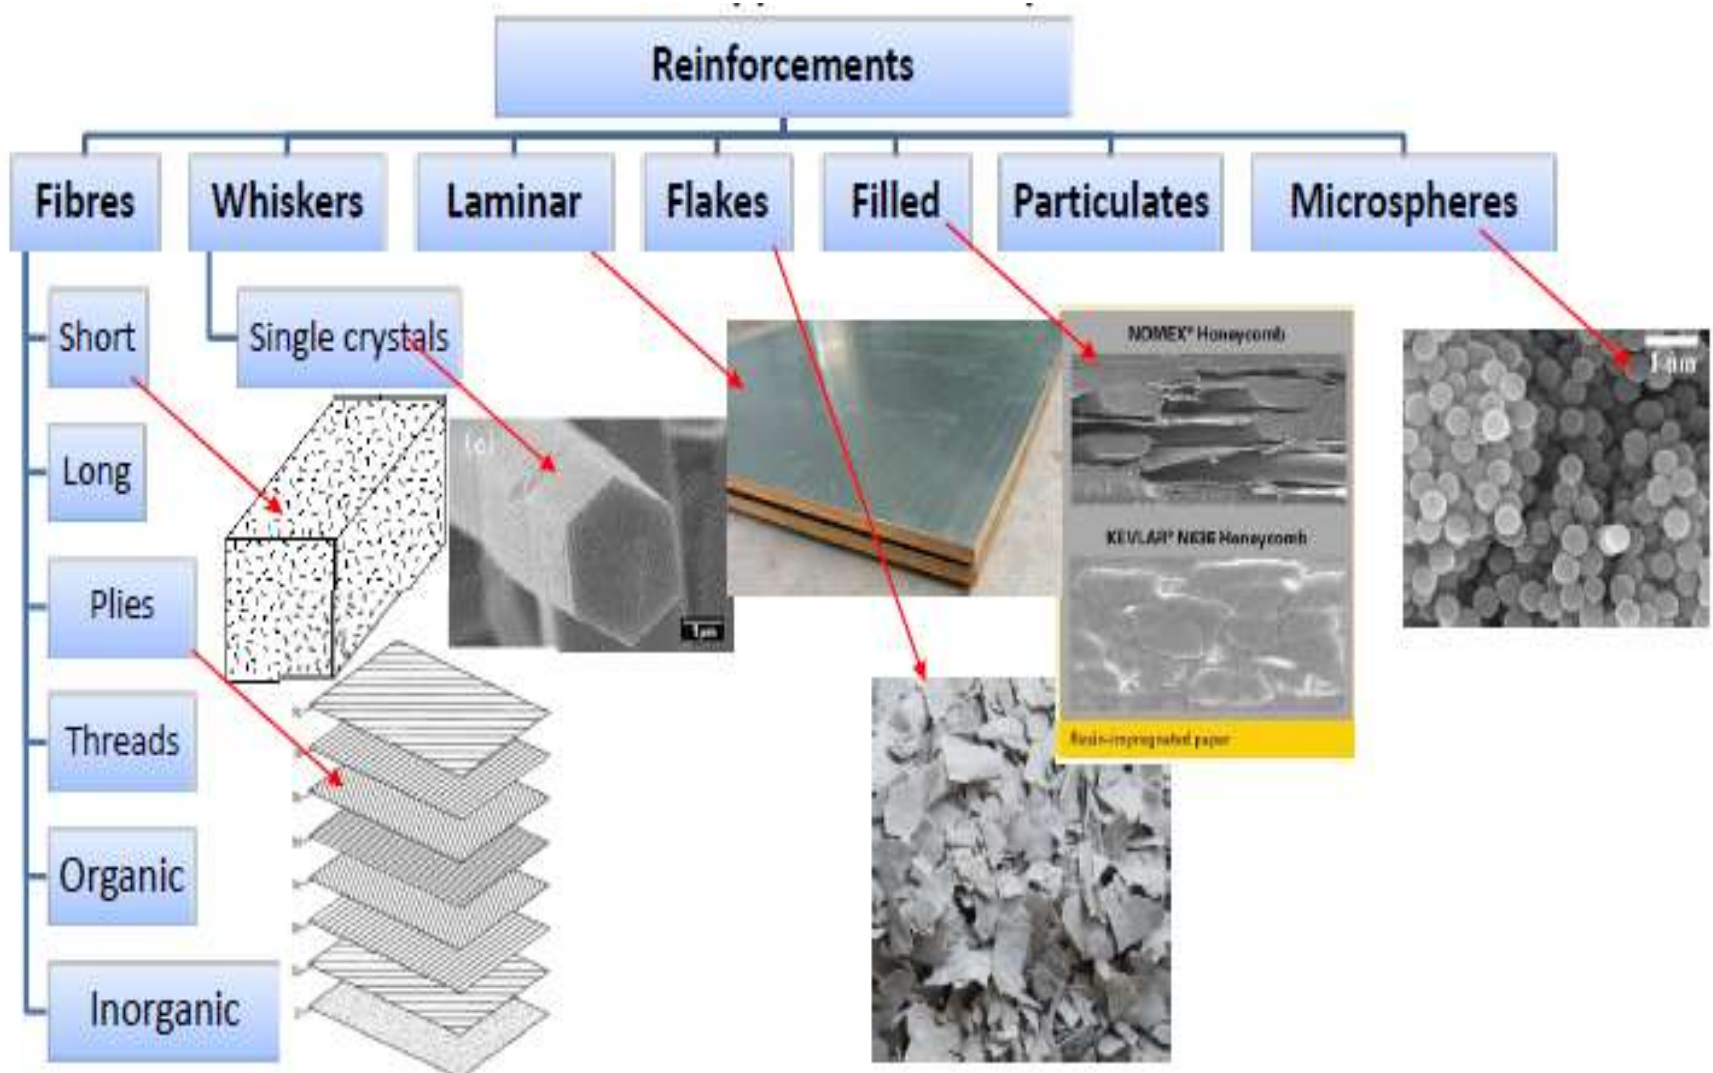 Reinforcements
Fibres
Whiskers
Laminar
Flakes
Filled
Particulates
Microspheres
Short
Single crystals
Long
Plies
Threads
Organic
Inorganic
1µm
NOMEX® Honeycomb
KEVLAR® N636 Honeycomb
Resin-impregnated paper